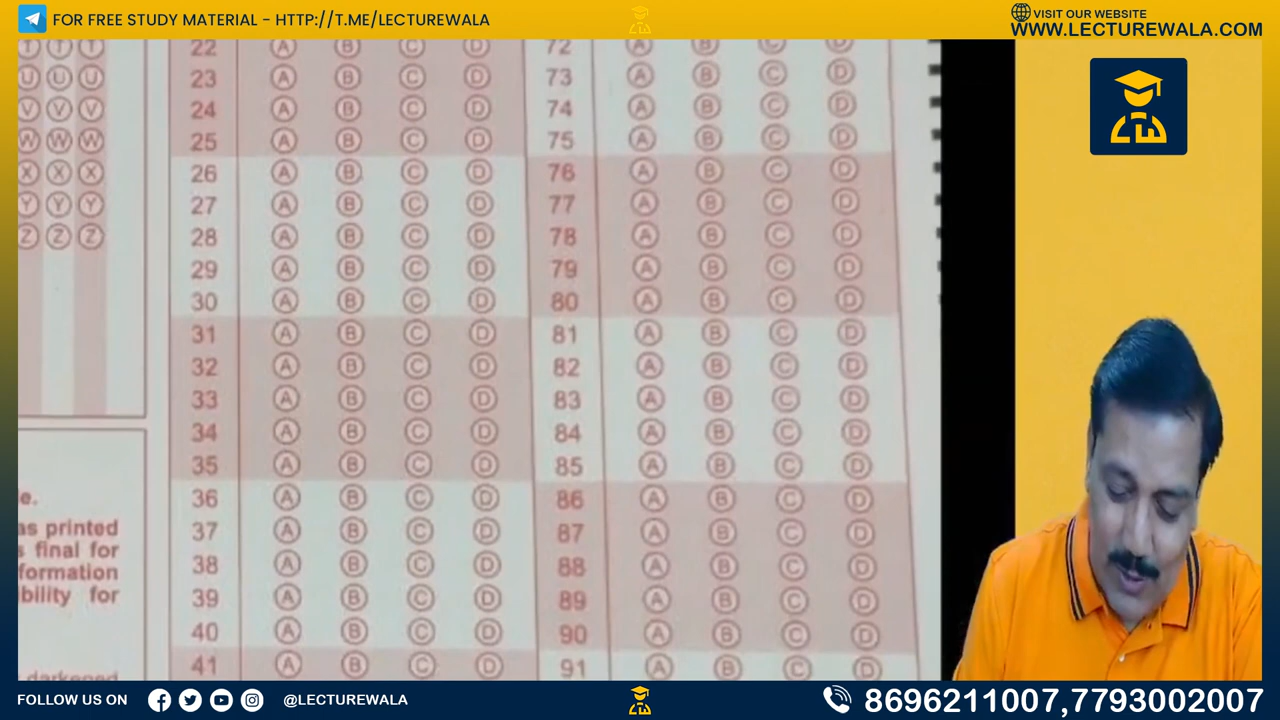 FOR FREE STUDY MATERIAL - HTTP://T.ME/LECTUREWALA
VISIT OUR WEBSITE
WWW.LECTUREWALA.COM
T T T 22 A B C D 72 A B C D
U U U 23 A B C D 73 A B C D
V V V 24 A B C D 74 A B C D
W W W 25 A B C D 75 A B C D
X X X 26 A B C D 76 A B C D
Y Y Y 27 A B C D 77 A B C D
Z Z Z 28 A B C D 78 A B C D
29 A B C D 79 A B C D
30 A B C D 80 A B C D
31 A B C D 81 A B C D
32 A B C D 82 A B C D
33 A B C D 83 A B C D
34 A B C D 84 A B C D
35 A B C D 85 A B C D
e. 36 A B C D 86 A B C D
as printed 37 A B C D 87 A B C D
s final for 38 A B C D 88 A B C D
formation 39 A B C D 89 A B C D
bility for 40 A B C D 90 A B C D
darkened 41 A B C D 91 A B C D
FOLLOW US ON @LECTUREWALA 8696211007,7793002007